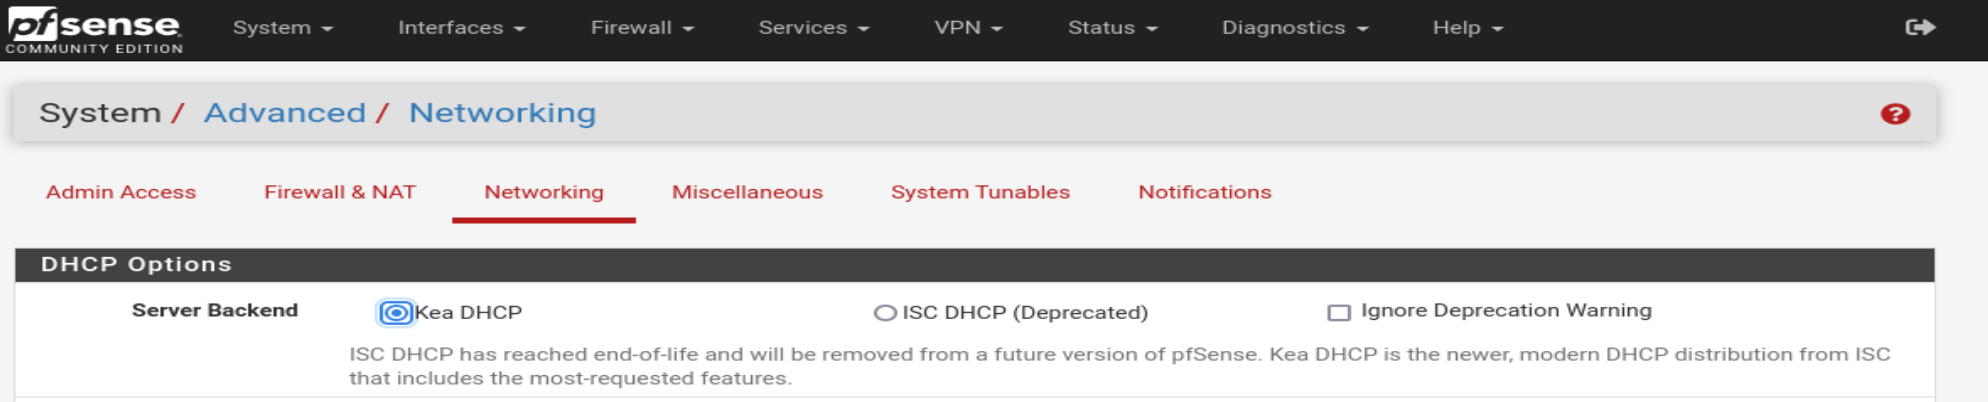 pfsense
COMMUNITY EDITION
System Interfaces Firewall Services VPN Status Diagnostics Help
System / Advanced / Networking
Admin Access Firewall & NAT Networking Miscellaneous System Tunables Notifications
DHCP Options
Server Backend Kea DHCP ISC DHCP (Deprecated) Ignore Deprecation Warning
ISC DHCP has reached end-of-life and will be removed from a future version of pfSense. Kea DHCP is the newer, modern DHCP distribution from ISC
that includes the most-requested features.